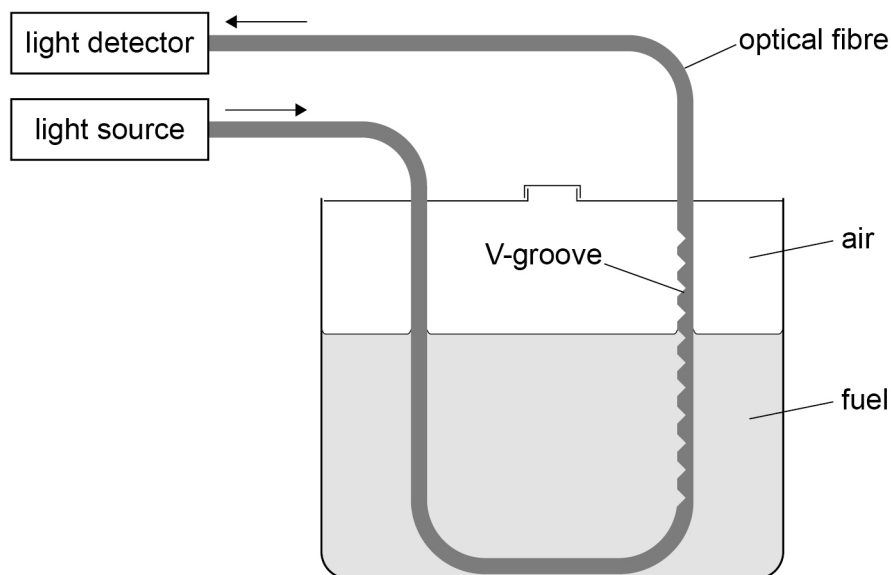 light detector
optical fibre
light source
V-groove
air
fuel